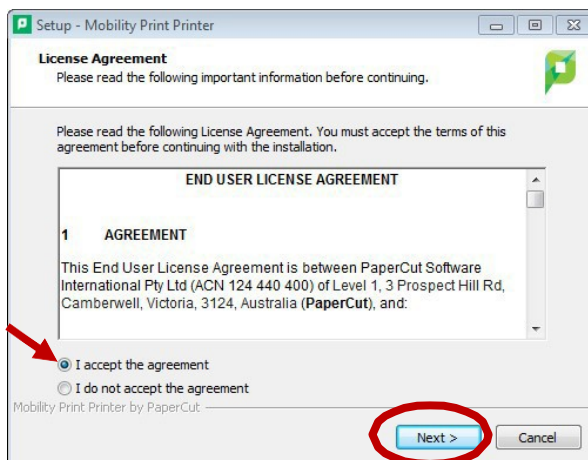 Setup - Mobility Print Printer
License Agreement
Please read the following important information before continuing.
Please read the following License Agreement. You must accept the terms of this
agreement before continuing with the installation.
END USER LICENSE AGREEMENT
1 AGREEMENT
This End User License Agreement is between PaperCut Software
International Pty Ltd (ACN 124 440 400) of Level 1, 3 Prospect Hill Rd,
Camberwell, Victoria, 3124, Australia (PaperCut), and:
I accept the agreement
I do not accept the agreement
Mobility Print Printer by PaperCut
Next >
Cancel